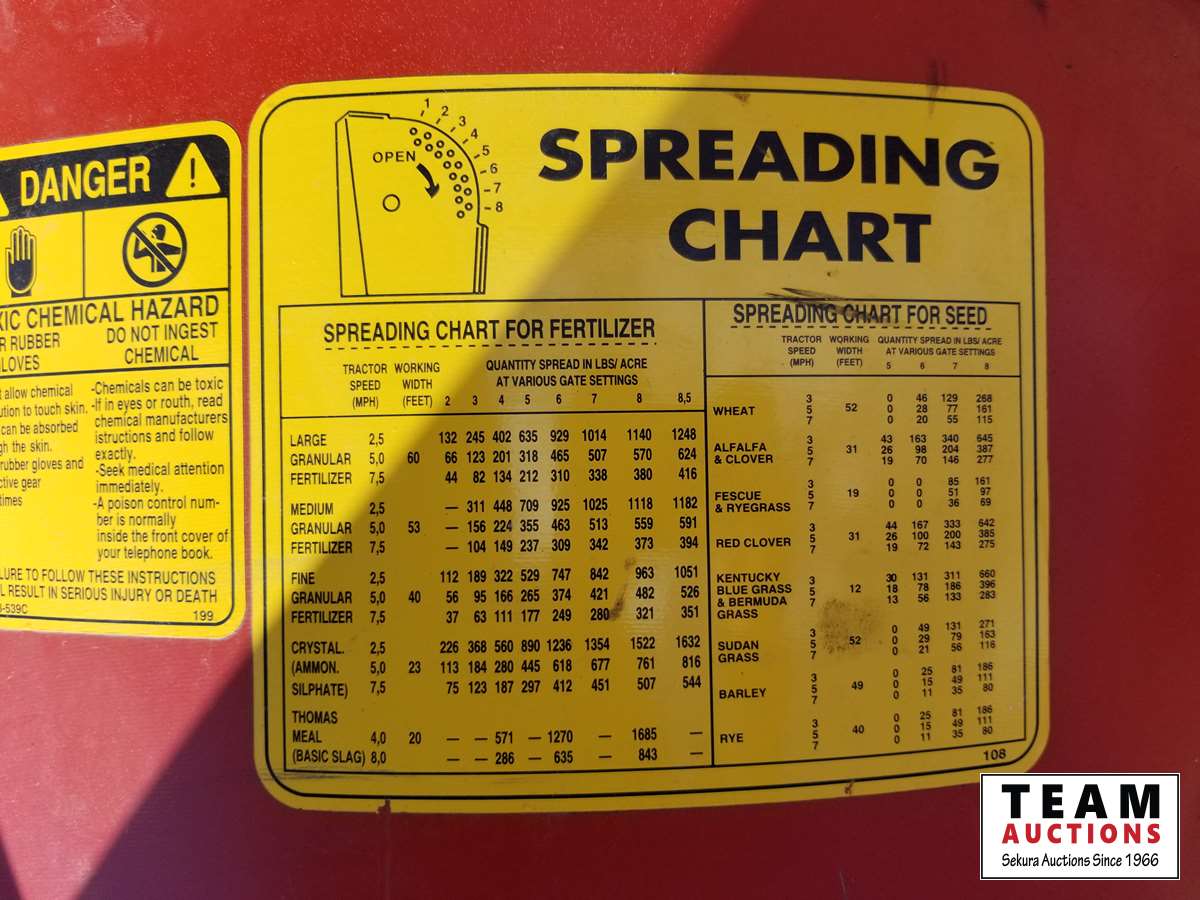 DANGER
XIC CHEMICAL HAZARD
R RUBBER
LOVES
DO NOT INGEST
CHEMICAL
t allow chemical
ution to touch skin.
can be absorbed
gh the skin.
rubber gloves and
ctive gear
times
-Chemicals can be toxic
-If in eyes or routh, read
chemical manufacturers
istructions and follow
exactly.
-Seek medical attention
immediately.
-A poison control num-
ber is normally
inside the front cover of
your telephone book.
LURE TO FOLLOW THESE INSTRUCTIONS
L RESULT IN SERIOUS INJURY OR DEATH
-539C
199
1
2
3
4
5
6
7
8
OPEN
SPREADING
CHART
SPREADING CHART FOR FERTILIZER
TRACTOR WORKING QUANTITY SPREAD IN LBS/ ACRE
SPEED WIDTH AT VARIOUS GATE SETTINGS
(MPH) (FEET) 2 3 4 5 6 7 8 8,5
LARGE 2,5 132 245 402 635 929 1014 1140 1248
GRANULAR 5,0 60 66 123 201 318 465 507 570 624
FERTILIZER 7,5 44 82 134 212 310 338 380 416
MEDIUM 2,5 — 311 448 709 925 1025 1118 1182
GRANULAR 5,0 53 — 156 224 355 463 513 559 591
FERTILIZER 7,5 — 104 149 237 309 342 373 394
FINE 2,5 112 189 322 529 747 842 963 1051
GRANULAR 5,0 40 56 95 166 265 374 421 482 526
FERTILIZER 7,5 37 63 111 177 249 280 321 351
CRYSTAL. 2,5 226 368 560 890 1236 1354 1522 1632
(AMMON. 5,0 23 113 184 280 445 618 677 761 816
SILPHATE) 7,5 75 123 187 297 412 451 507 544
THOMAS
MEAL 4,0 20 — — 571 — 1270 — 1685 —
(BASIC SLAG) 8,0 — — 286 — 635 — 843 —
SPREADING CHART FOR SEED
TRACTOR WORKING QUANTITY SPREAD IN LBS/ ACRE
SPEED WIDTH AT VARIOUS GATE SETTINGS
(MPH) (FEET) 5 6 7 8
3 0 46 129 268
WHEAT 5 52 0 28 77 161
7 0 20 55 115
3 43 163 340 645
ALFALFA 5 31 26 98 204 387
& CLOVER 7 19 70 146 277
3 0 0 85 161
FESCUE 5 19 0 0 51 97
& RYEGRASS 7 0 0 36 69
3 44 167 333 642
RED CLOVER 5 31 26 100 200 385
7 19 72 143 275
KENTUCKY 3 30 131 311 660
BLUE GRASS 5 12 18 78 186 396
& BERMUDA 7 13 56 133 283
GRASS
3 0 49 131 271
SUDAN 5 52 0 29 79 163
GRASS 7 0 21 56 116
3 0 25 81 186
BARLEY 5 49 0 15 49 111
7 0 11 35 80
3 0 25 81 186
RYE 5 40 0 15 49 111
7 0 11 35 80
108
TEAM
AUCTIONS
Sekura Auctions Since 1966